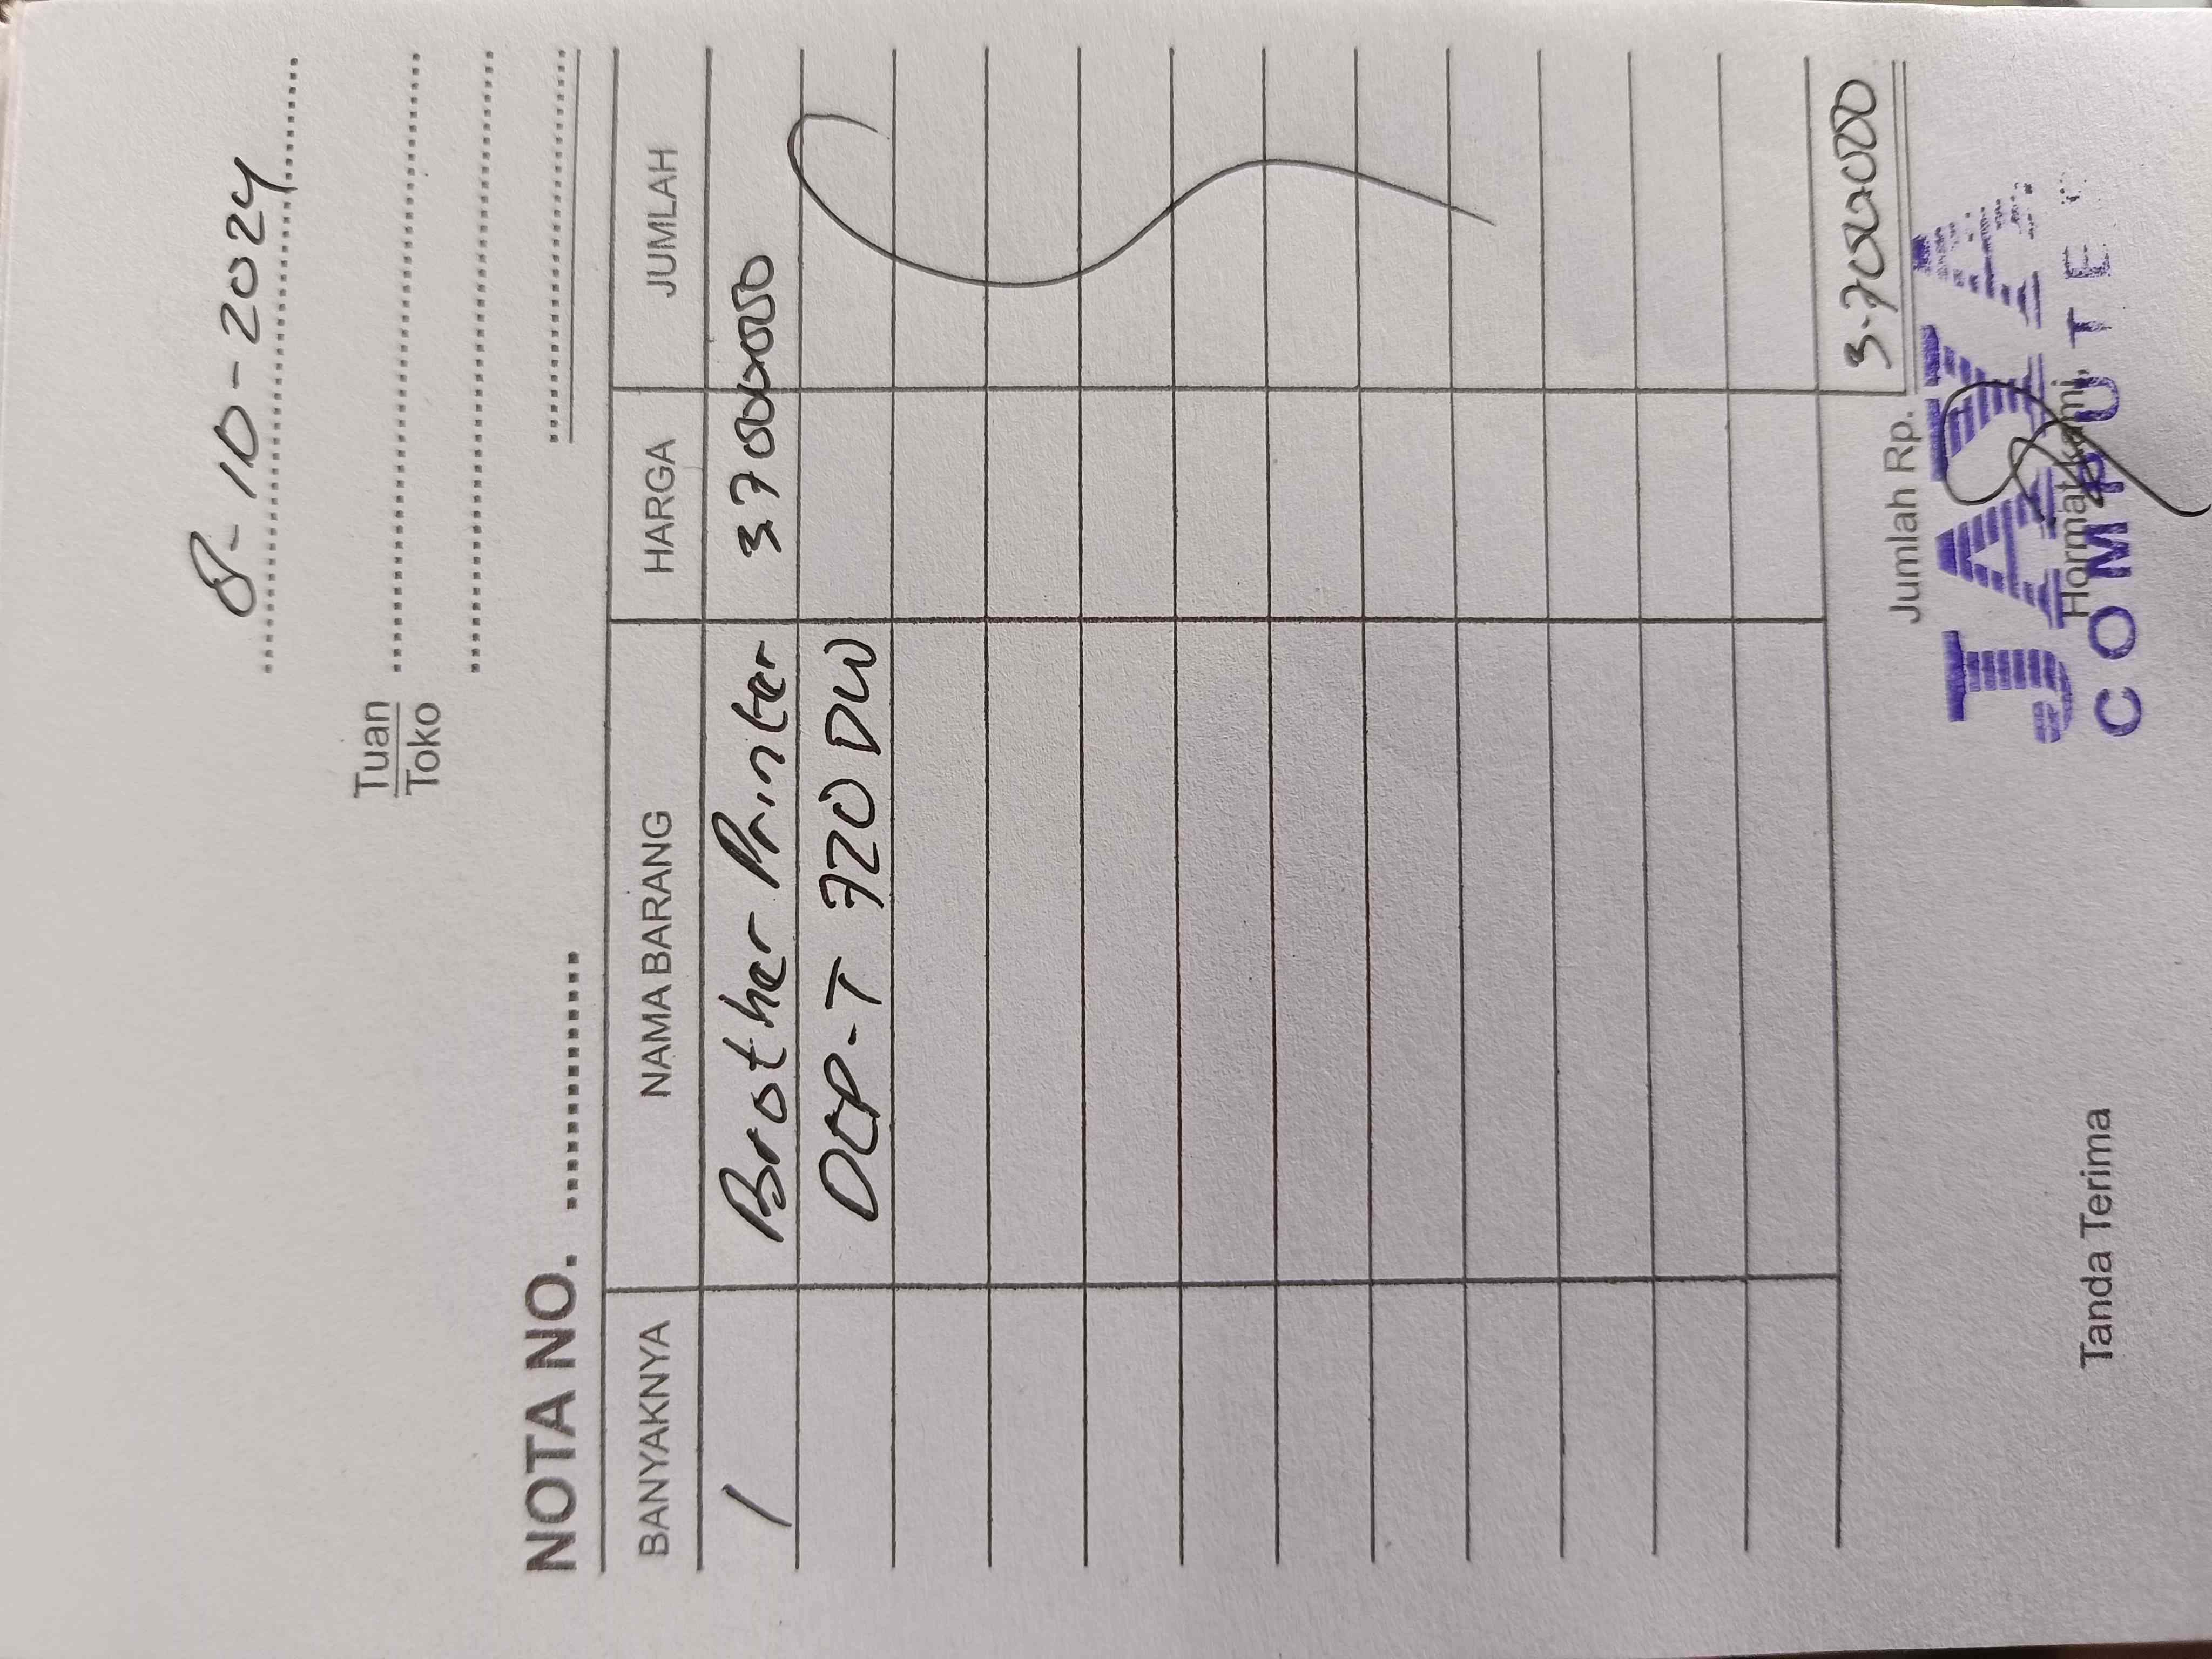 8-10-2024
Tuan
Toko
NOTA NO.
BANYAKNYA NAMA BARANG HARGA JUMLAH
1 Brother Printer 3700000
DCP-T 720 DW
Jumlah Rp. 3.700.000
Tanda Terima Hormat kami,
JAYA
COMPUTER